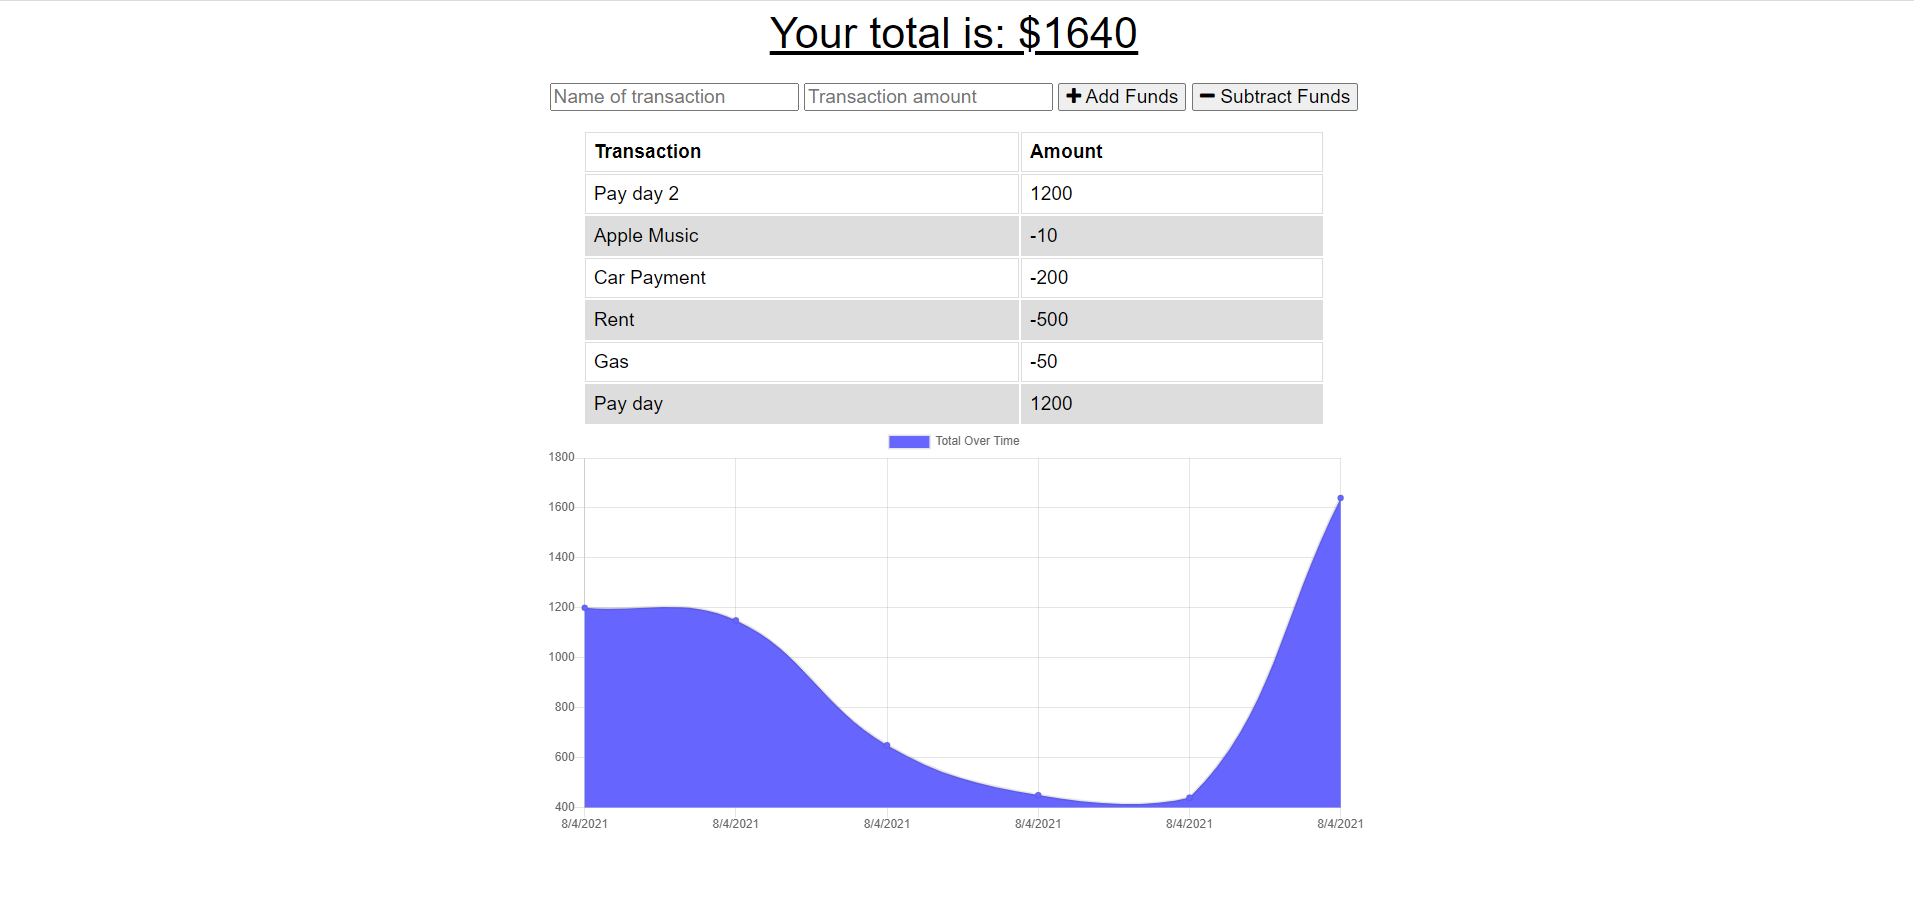 Your total is: $1640
Name of transaction Transaction amount Add Funds Subtract Funds
Transaction Amount
Pay day 2 1200
Apple Music -10
Car Payment -200
Rent -500
Gas -50
Pay day 1200
Total Over Time
1800
1600
1400
1200
1000
800
600
400
8/4/2021 8/4/2021 8/4/2021 8/4/2021 8/4/2021 8/4/2021